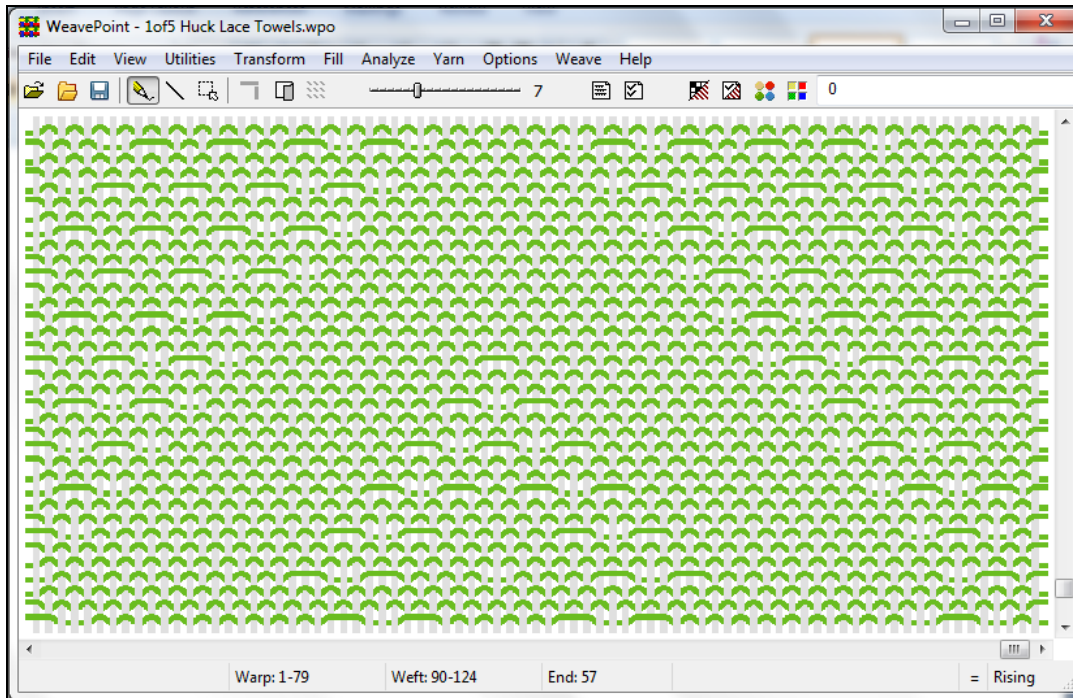 WeavePoint - 1of5 Huck Lace Towels.wpo
File Edit View Utilities Transform Fill Analyze Yarn Options Weave Help
7 0
Warp: 1-79 Weft: 90-124 End: 57 = Rising